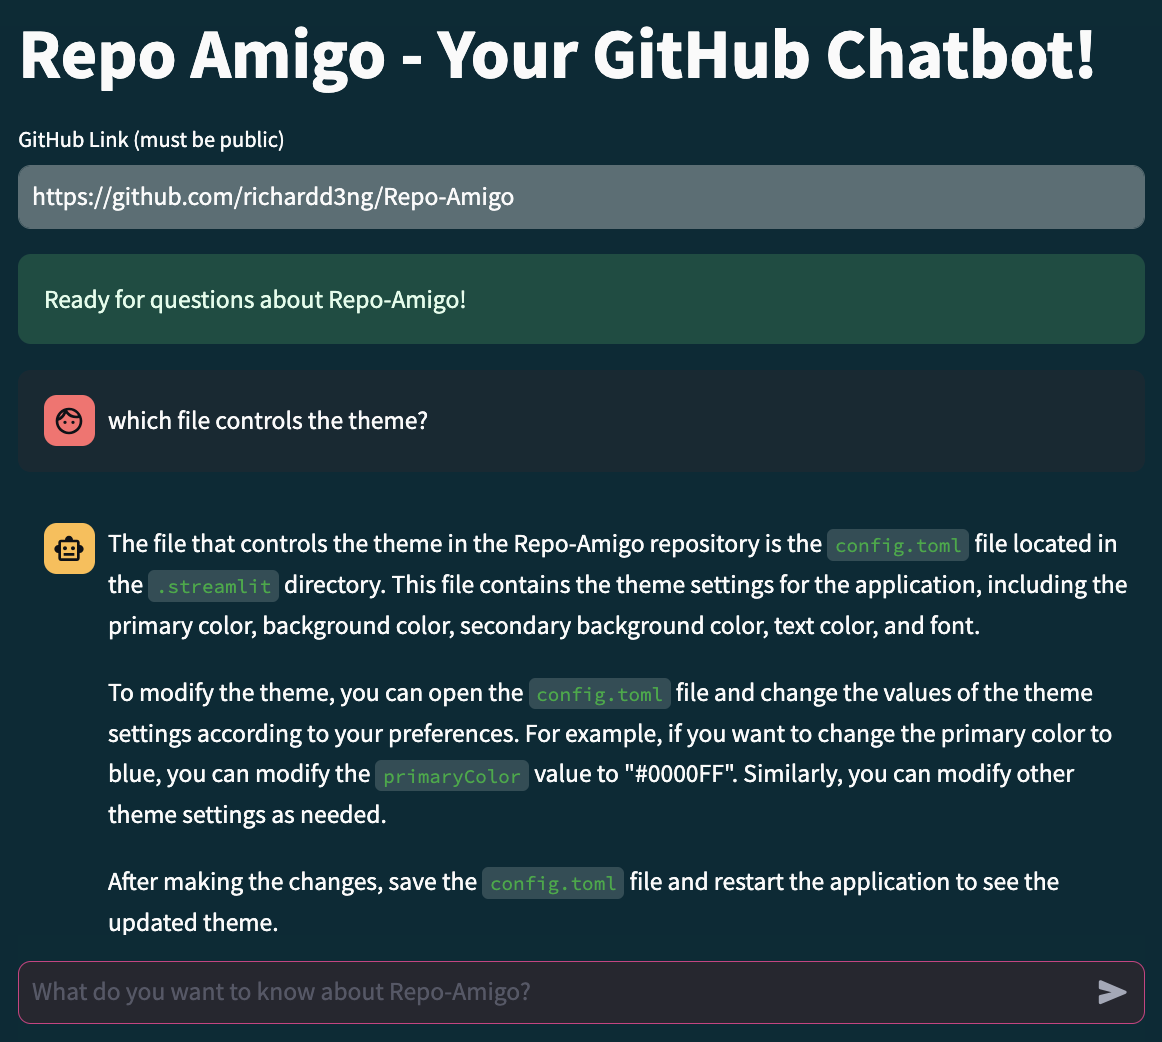 Repo Amigo - Your GitHub Chatbot!
GitHub Link (must be public)
https://github.com/richardd3ng/Repo-Amigo
Ready for questions about Repo-Amigo!
which file controls the theme?
The file that controls the theme in the Repo-Amigo repository is the config.toml file located in
the .streamlit directory. This file contains the theme settings for the application, including the
primary color, background color, secondary background color, text color, and font.
To modify the theme, you can open the config.toml file and change the values of the theme
settings according to your preferences. For example, if you want to change the primary color to
blue, you can modify the primaryColor value to "#0000FF". Similarly, you can modify other
theme settings as needed.
After making the changes, save the config.toml file and restart the application to see the
updated theme.
What do you want to know about Repo-Amigo?